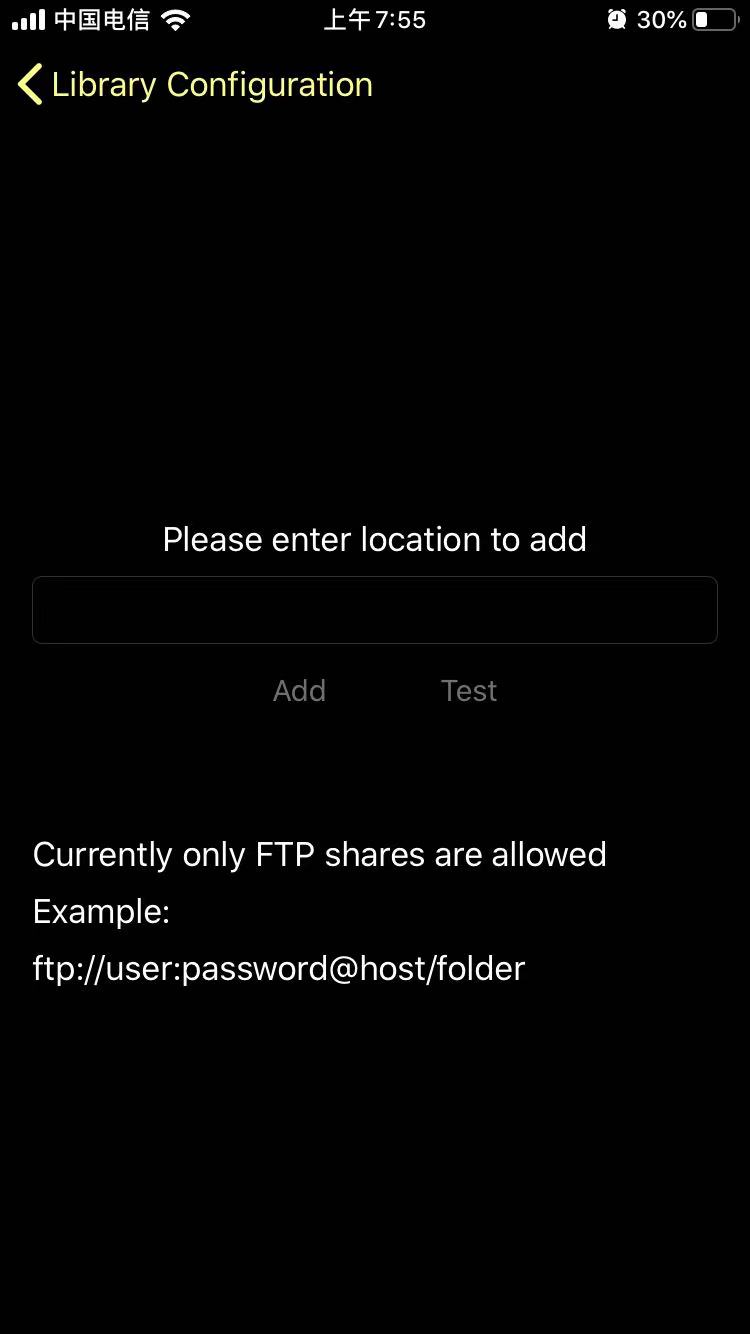 中国电信 上午7:55 30%
Library Configuration
Please enter location to add
Add Test
Currently only FTP shares are allowed
Example:
ftp://user:password@host/folder